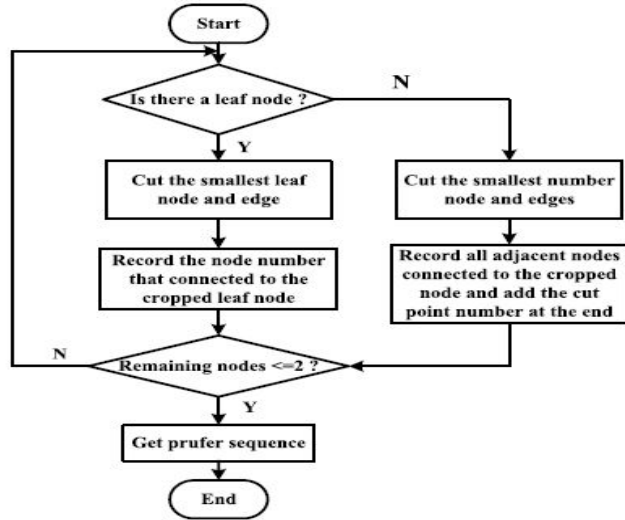 Start
Is there a leaf node ?
N
Y
Cut the smallest leaf
node and edge
Cut the smallest number
node and edges
Record the node number
that connected to the
cropped leaf node
Record all adjacent nodes
connected to the cropped
node and add the cut
point number at the end
N
Remaining nodes <=2 ?
Y
Get prufer sequence
End